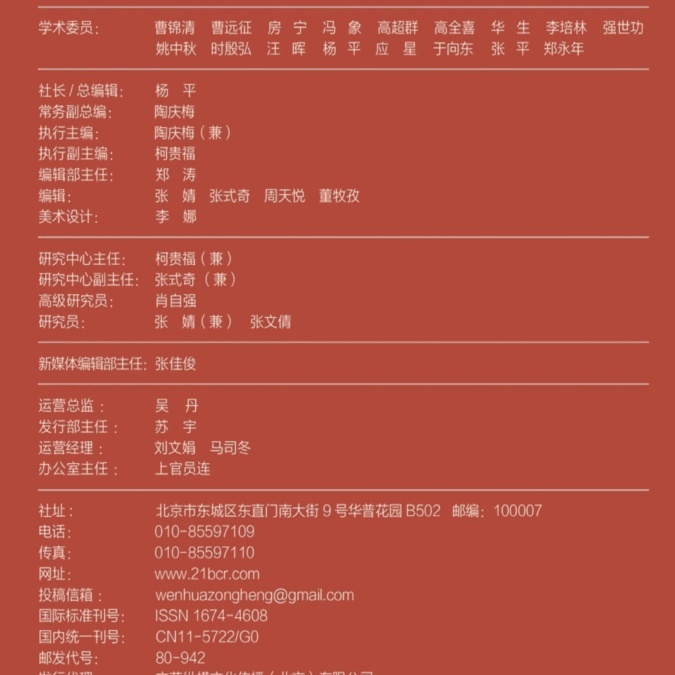 学术委员： 曹锦清 曹远征 房 宁 冯 象 高超群 高全喜 华 生 李培林 强世功
姚中秋 时殷弘 汪 晖 杨 平 应 星 于向东 张 平 郑永年
社长 / 总编辑： 杨 平
常务副总编： 陶庆梅
执行主编： 陶庆梅（兼）
执行副主编： 柯贵福
编辑部主任： 郑 涛
编辑： 张 婧 张式奇 周天悦 董牧孜
美术设计： 李 娜
研究中心主任： 柯贵福（兼）
研究中心副主任： 张式奇（兼）
高级研究员： 肖自强
研究员： 张 婧（兼） 张文倩
新媒体编辑部主任： 张佳俊
运营总监： 吴 丹
发行部主任： 苏 宇
运营经理： 刘文娟 马司冬
办公室主任： 上官员连
社址： 北京市东城区东直门南大街 9 号华普花园 B502 邮编：100007
电话： 010-85597109
传真： 010-85597110
网址： www.21bcr.com
投稿信箱： wenhuazongheng@gmail.com
国际标准刊号： ISSN 1674-4608
国内统一刊号： CN11-5722/G0
邮发代号： 80-942